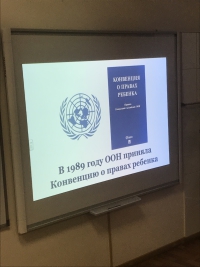 КОНВЕНЦИЯ
О ПРАВАХ
РЕБЕНКА
В 1989 году ООН приняла
Конвенцию о правах ребенка